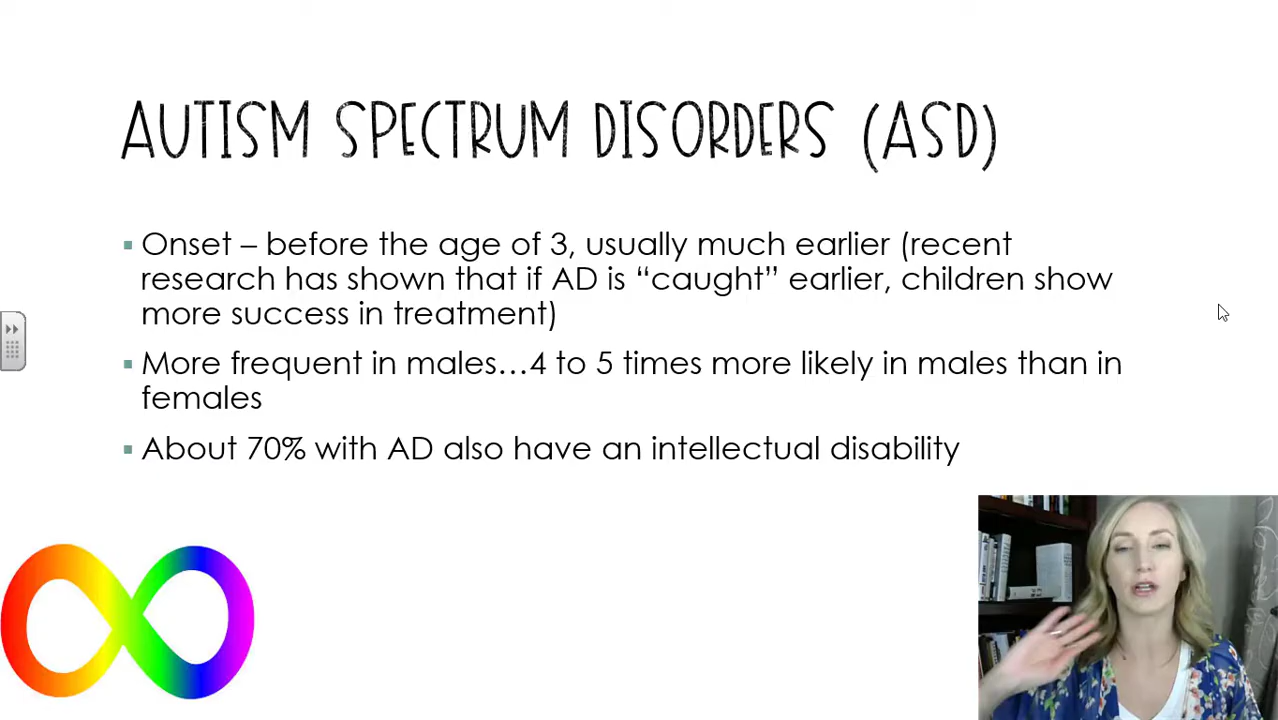 AUTISM SPECTRUM DISORDERS (ASD)
▪ Onset – before the age of 3, usually much earlier (recent
research has shown that if AD is “caught” earlier, children show
more success in treatment)
▪ More frequent in males…4 to 5 times more likely in males than in
females
▪ About 70% with AD also have an intellectual disability